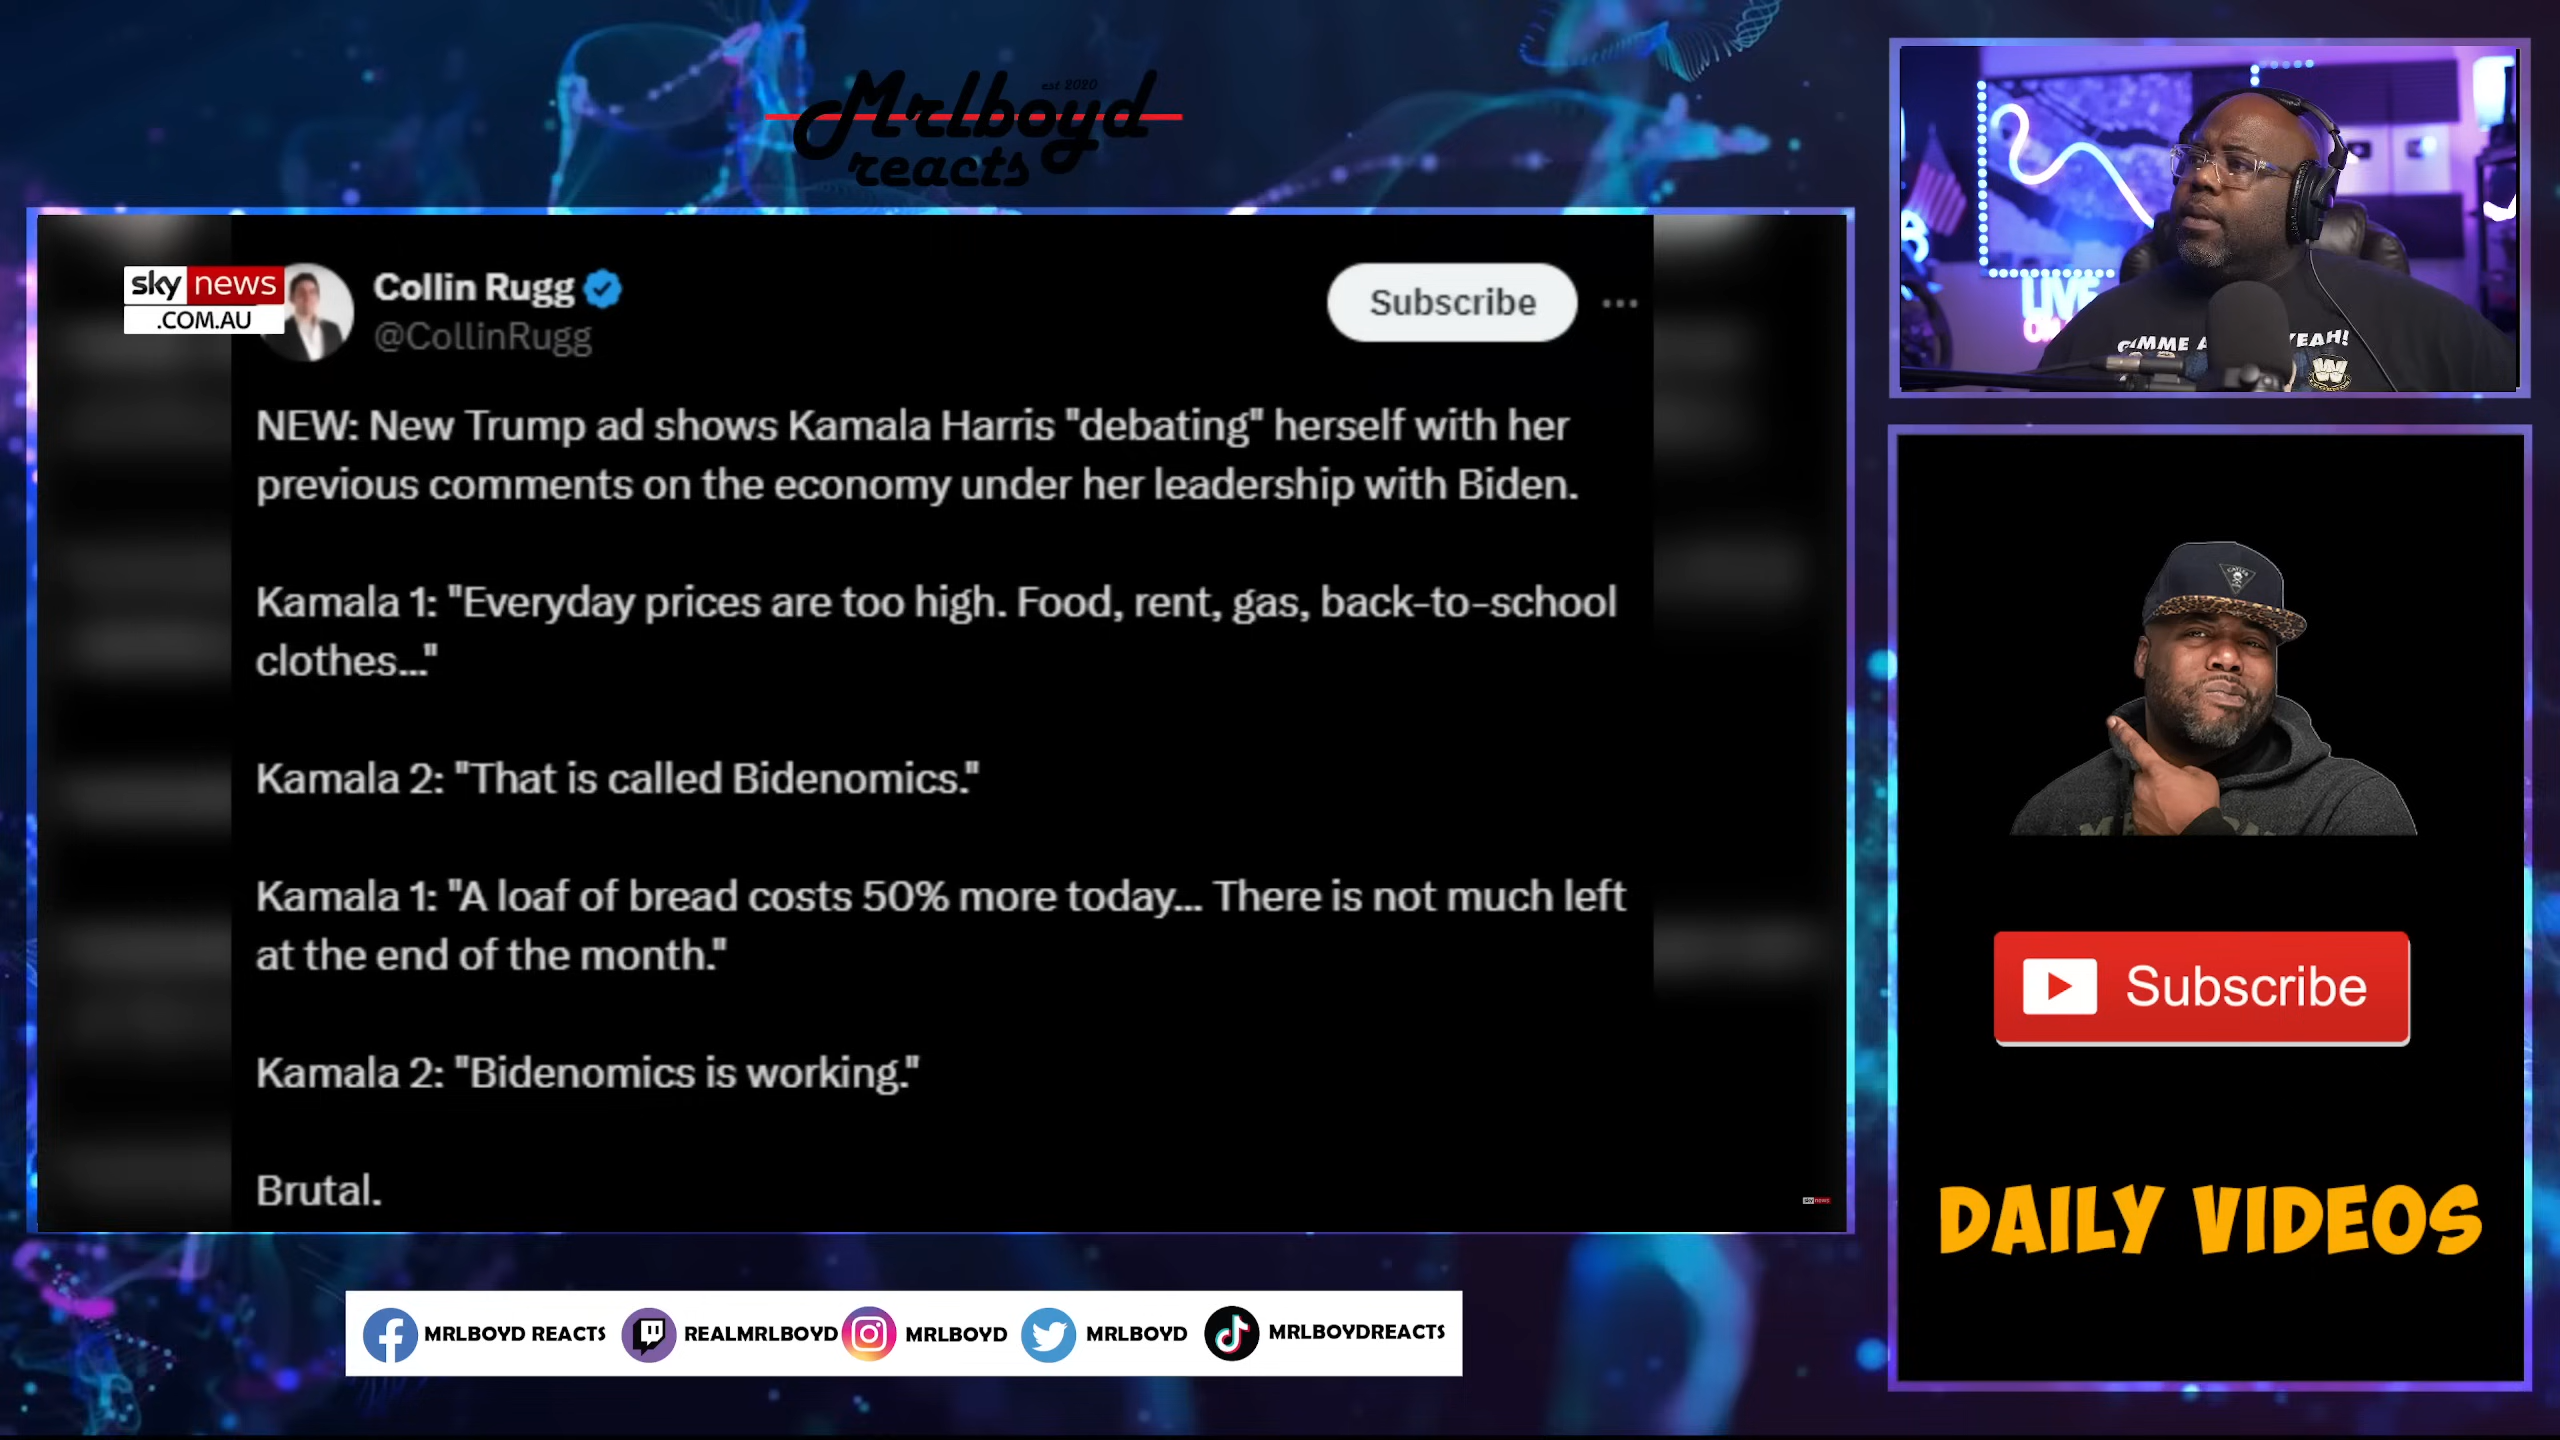 est 2020
Mrlboyd
reacts
sky news
.COM.AU
Collin Rugg
@CollinRugg
Subscribe
NEW: New Trump ad shows Kamala Harris "debating" herself with her
previous comments on the economy under her leadership with Biden.
Kamala 1: "Everyday prices are too high. Food, rent, gas, back-to-school
clothes..."
Kamala 2: "That is called Bidenomics."
Kamala 1: "A loaf of bread costs 50% more today... There is not much left
at the end of the month."
Kamala 2: "Bidenomics is working."
Brutal.
sky news
LIVE
GIMME A YEAH!
W
Subscribe
DAILY VIDEOS
MRLBOYD REACTS
REALMRLBOYD
MRLBOYD
MRLBOYD
MRLBOYDREACTS